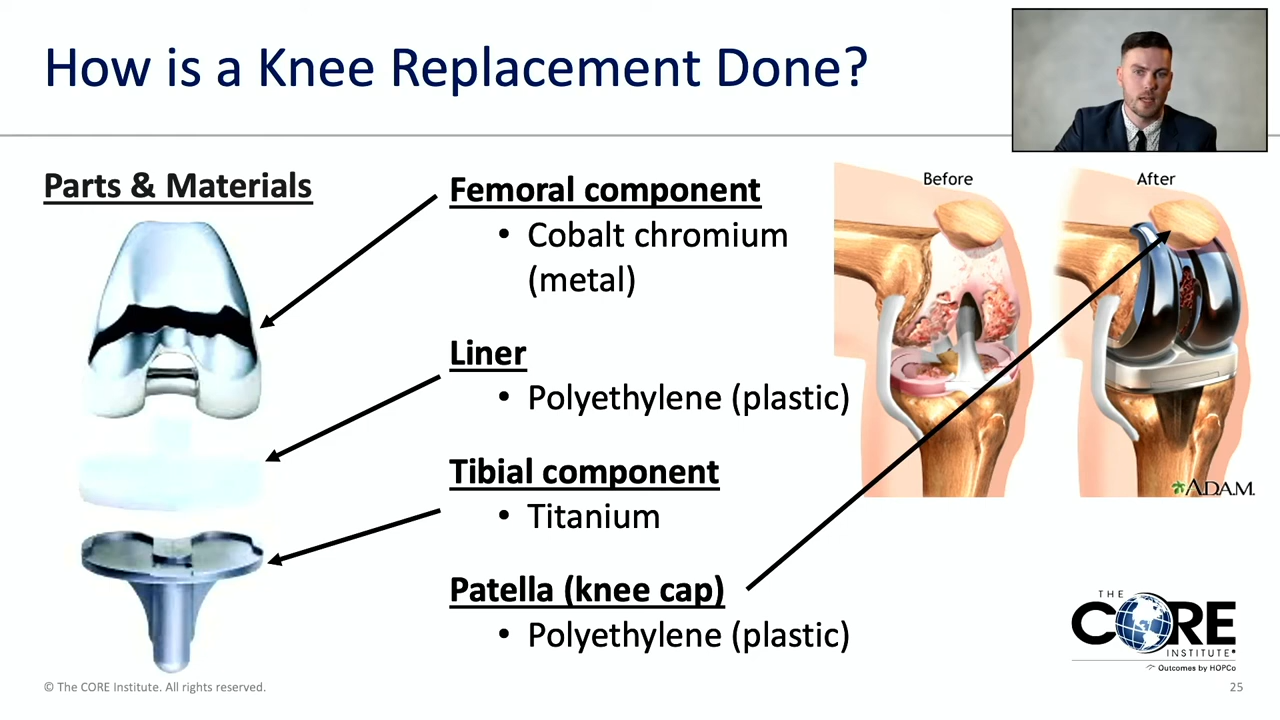 How is a Knee Replacement Done?
Parts & Materials
Femoral component
• Cobalt chromium
(metal)
Liner
• Polyethylene (plastic)
Tibial component
• Titanium
Patella (knee cap)
• Polyethylene (plastic)
Before
After
A.D.A.M.
THE
CORE
INSTITUTE
Outcomes by HOPCo
© The CORE Institute. All rights reserved.
25